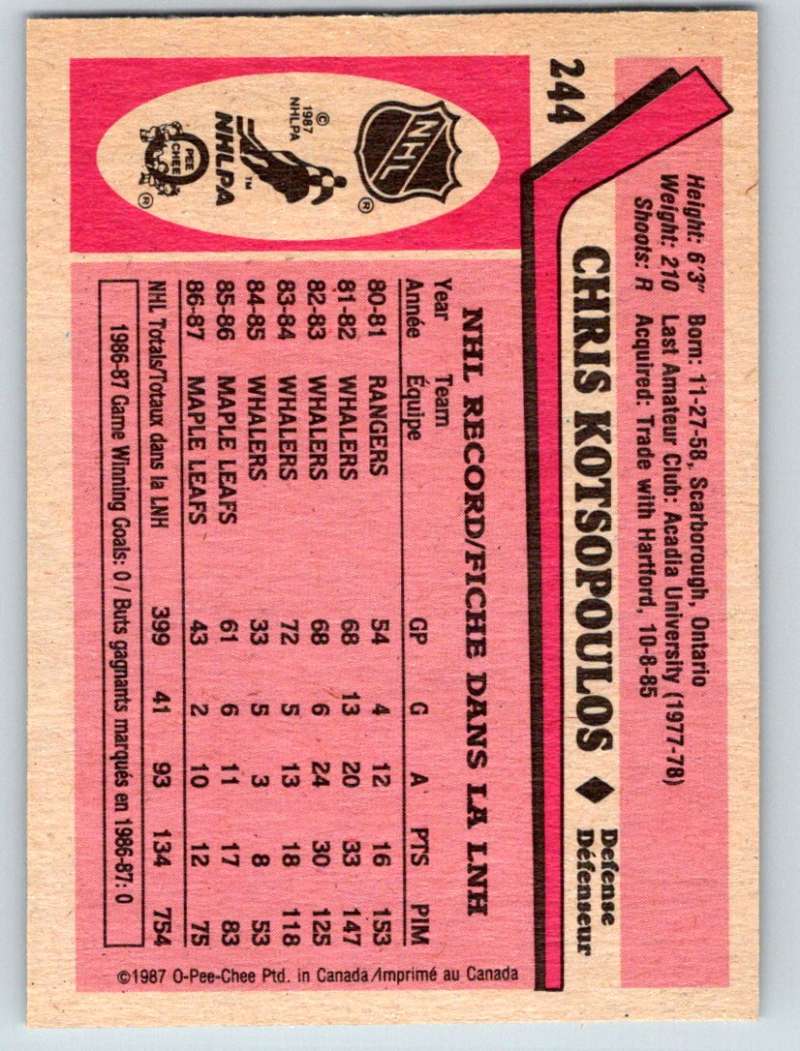 244
Height: 6'3" Born: 11-27-58, Scarborough, Ontario
Weight: 210 Last Amateur Club: Acadia University (1977-78)
Shoots: R Acquired: Trade with Hartford, 10-8-85
CHRIS KOTSOPOULOS ◆ Defense
Défenseur
NHL
®
© 1987 NHLPA
™
NHLPA
O PEE CHEE
®
NHL RECORD/FICHE DANS LA LNH
Year Team
Année Équipe GP G A PTS PIM
80-81 RANGERS 54 4 12 16 153
81-82 WHALERS 68 13 20 33 147
82-83 WHALERS 68 6 24 30 125
83-84 WHALERS 72 5 13 18 118
84-85 WHALERS 33 5 3 8 53
85-86 MAPLE LEAFS 61 6 11 17 83
86-87 MAPLE LEAFS 43 2 10 12 75
NHL Totals/Totaux dans la LNH 399 41 93 134 754
1986-87 Game Winning Goals: 0 / Buts gagnants marqués en 1986-87: 0
©1987 O-Pee-Chee Ptd. in Canada/Imprimé au Canada